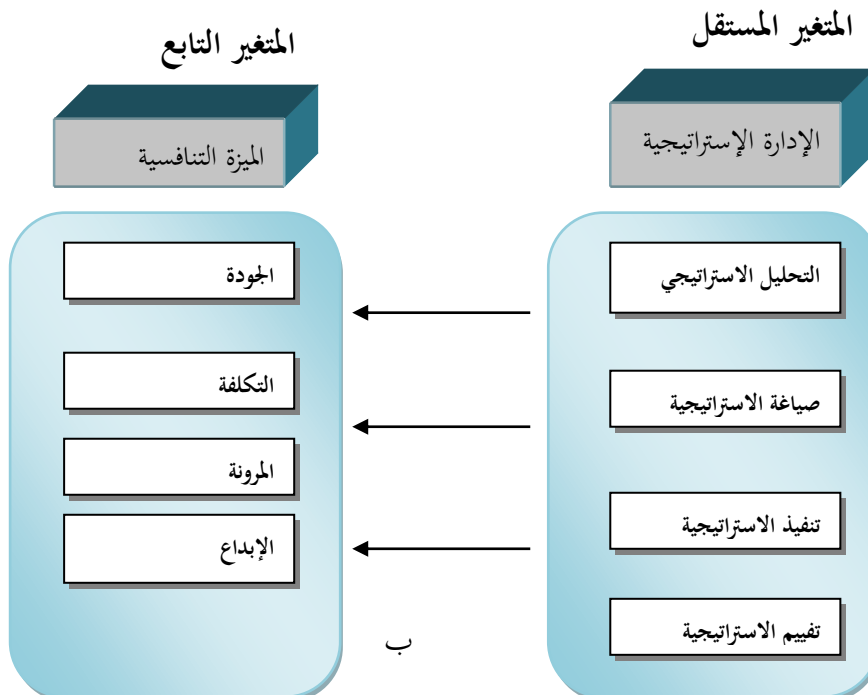 المتغير المستقل
المتغير التابع
الإدارة الإستراتيجية
الميزة التنافسية
التحليل الاستراتيجي
صياغة الاستراتيجية
تنفيذ الاستراتيجية
تفييم الاستراتيجية
الجودة
التكلفة
المرونة
الإبداع
ب